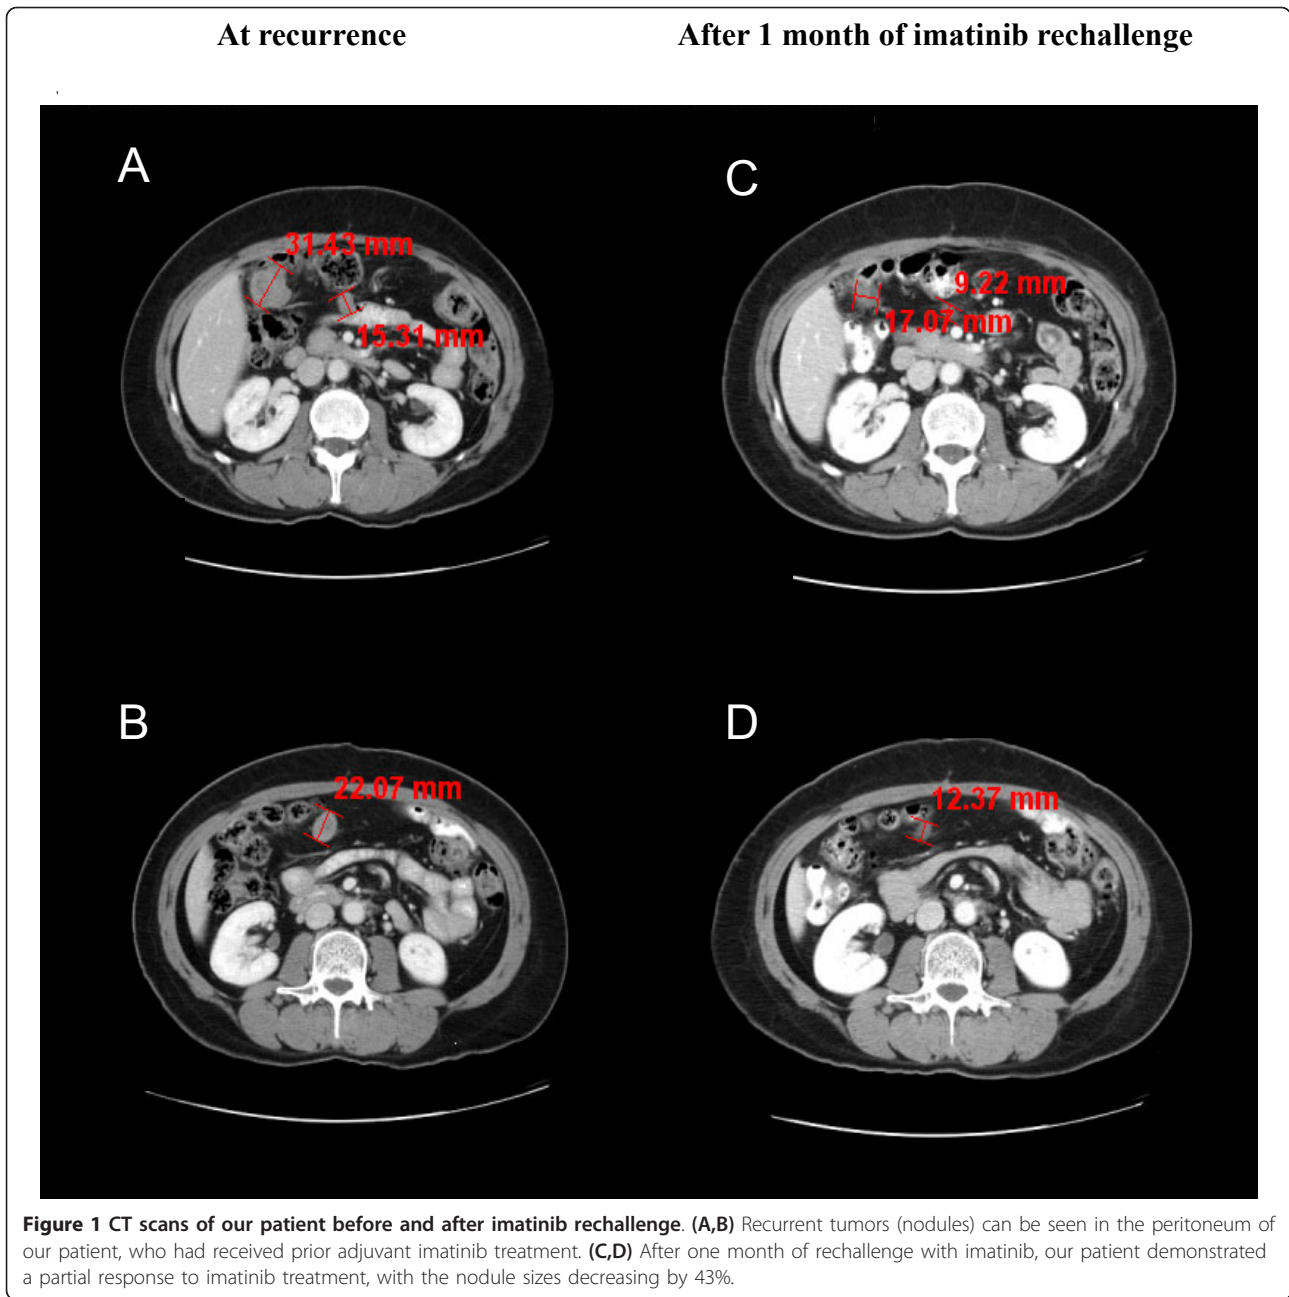 At recurrence
After 1 month of imatinib rechallenge
A
31.43 mm
15.31 mm
C
9.22 mm
17.07 mm
B
22.07 mm
D
12.37 mm
Figure 1 CT scans of our patient before and after imatinib rechallenge. (A,B) Recurrent tumors (nodules) can be seen in the peritoneum of
our patient, who had received prior adjuvant imatinib treatment. (C,D) After one month of rechallenge with imatinib, our patient demonstrated
a partial response to imatinib treatment, with the nodule sizes decreasing by 43%.